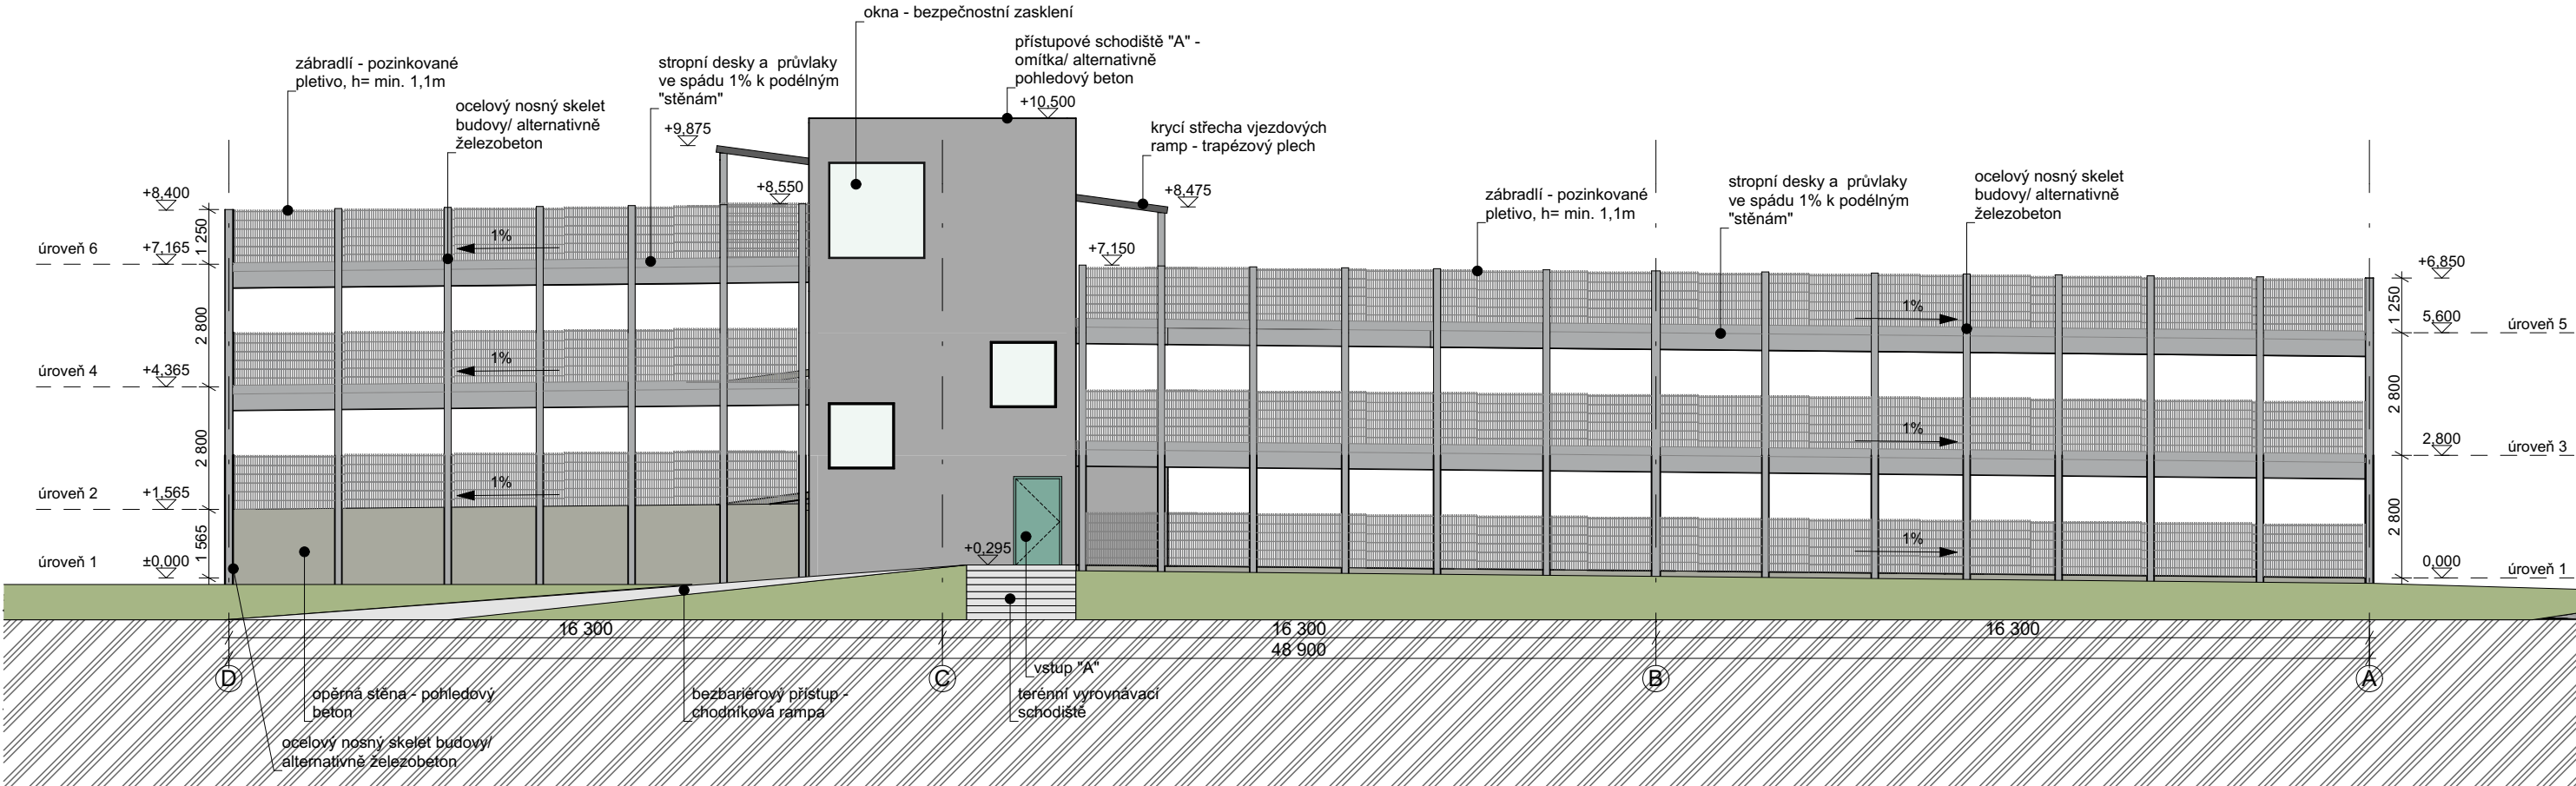 okna - bezpečnostní zasklení
přístupové schodiště "A" -
omítka/ alternativně
pohledový beton
+10,500
zábradlí - pozinkované
pletivo, h= min. 1,1m
stropní desky a  průvlaky
ve spádu 1% k podélným
"stěnám"
ocelový nosný skelet
budovy/ alternativně
železobeton
+9,875
krycí střecha vjezdových
ramp - trapézový plech
+8,550
+8,475
zábradlí - pozinkované
pletivo, h= min. 1,1m
stropní desky a  průvlaky
ve spádu 1% k podélným
"stěnám"
ocelový nosný skelet
budovy/ alternativně
železobeton
+8,400
1 250
úroveň 6
+7,165
1%
+7,150
+6,850
1 250
2 800
1%
5,600
úroveň 5
úroveň 4
+4,365
1%
2 800
2 800
1%
2,800
úroveň 3
úroveň 2
+1,565
1%
1 565
2 800
úroveň 1
±0,000
+0,295
1%
0,000
úroveň 1
16 300
16 300
16 300
48 900
D
C
B
A
vstup "A"
opěrná stěna - pohledový
beton
bezbariérový přístup -
chodníková rampa
terénní vyrovnávací
schodiště
ocelový nosný skelet budovy/
alternativně železobeton